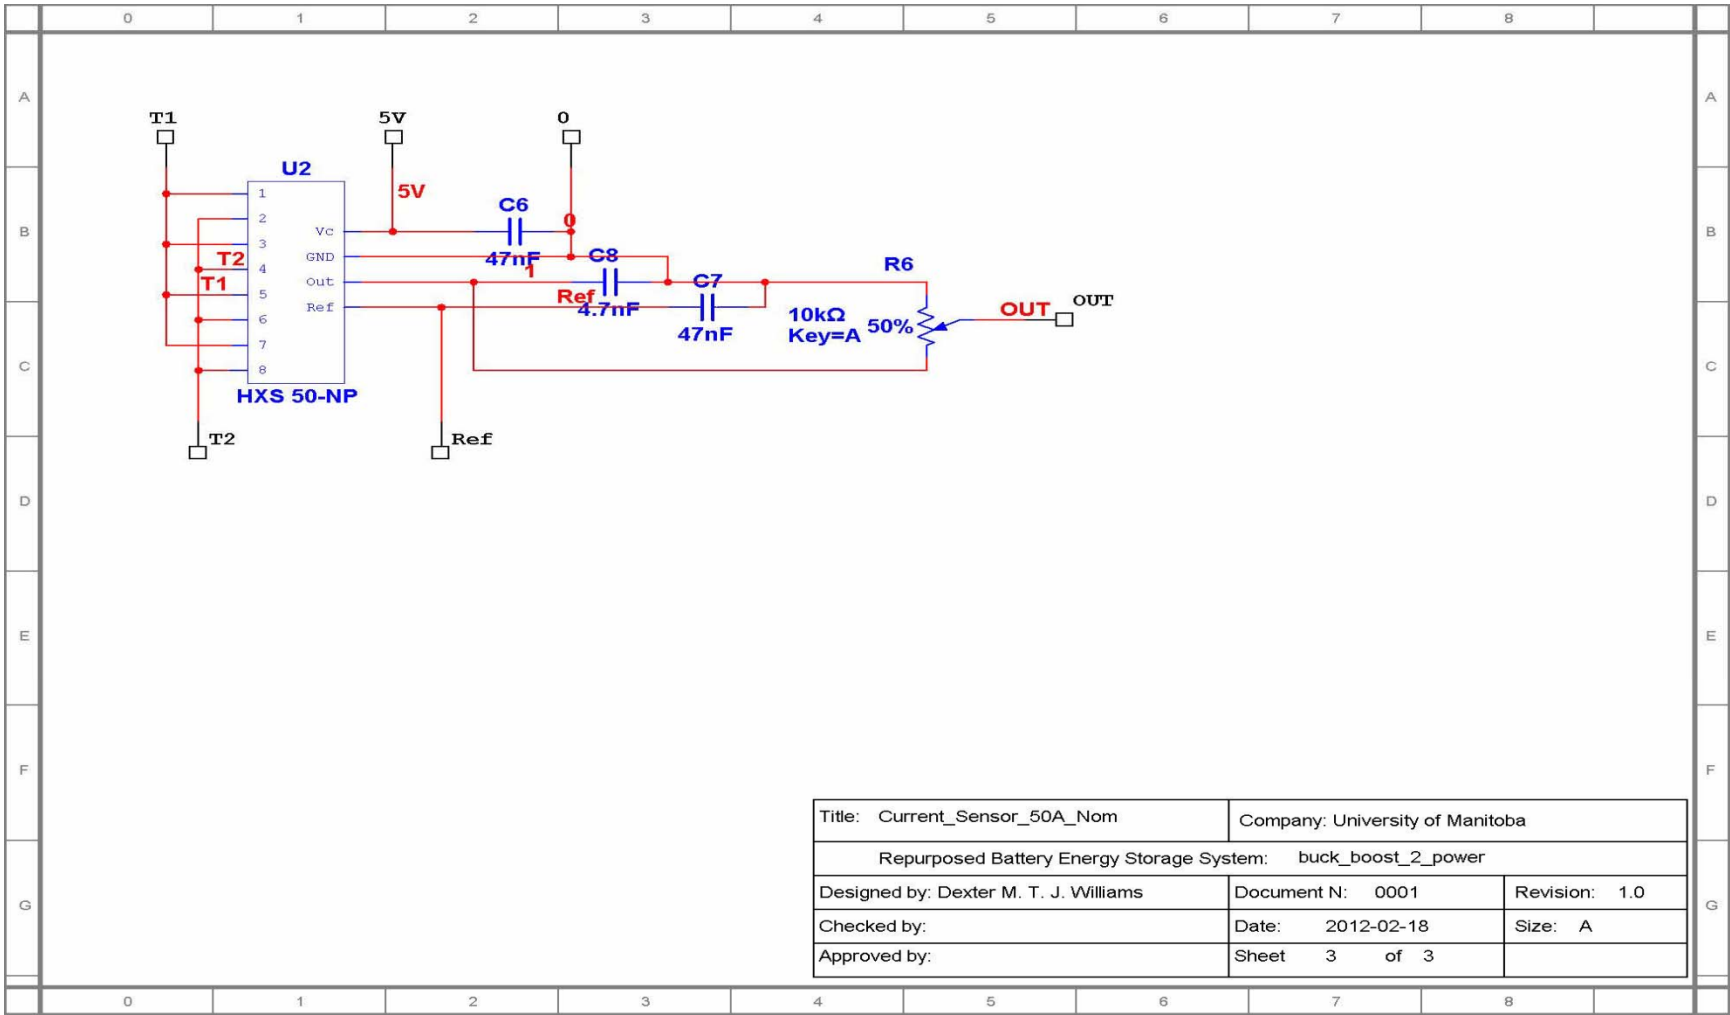 0 1 2 3 4 5 6 7 8
A A
T1 5V 0
U2
1
5V
2
C6
B Vc 0 B
3
GND C8
T2 4 47nF 1 R6
T1 5 Out C7
Ref
Ref 4.7nF 10kΩ OUT OUT
6 47nF Key=A 50%
7
C 8 C
HXS 50-NP
T2 Ref
D D
E E
F F
Title: Current_Sensor_50A_Nom Company: University of Manitoba
Repurposed Battery Energy Storage System: buck_boost_2_power
Designed by: Dexter M. T. J. Williams Document N: 0001 Revision: 1.0
G G
Checked by: Date: 2012-02-18 Size: A
Approved by: Sheet 3 of 3
0 1 2 3 4 5 6 7 8